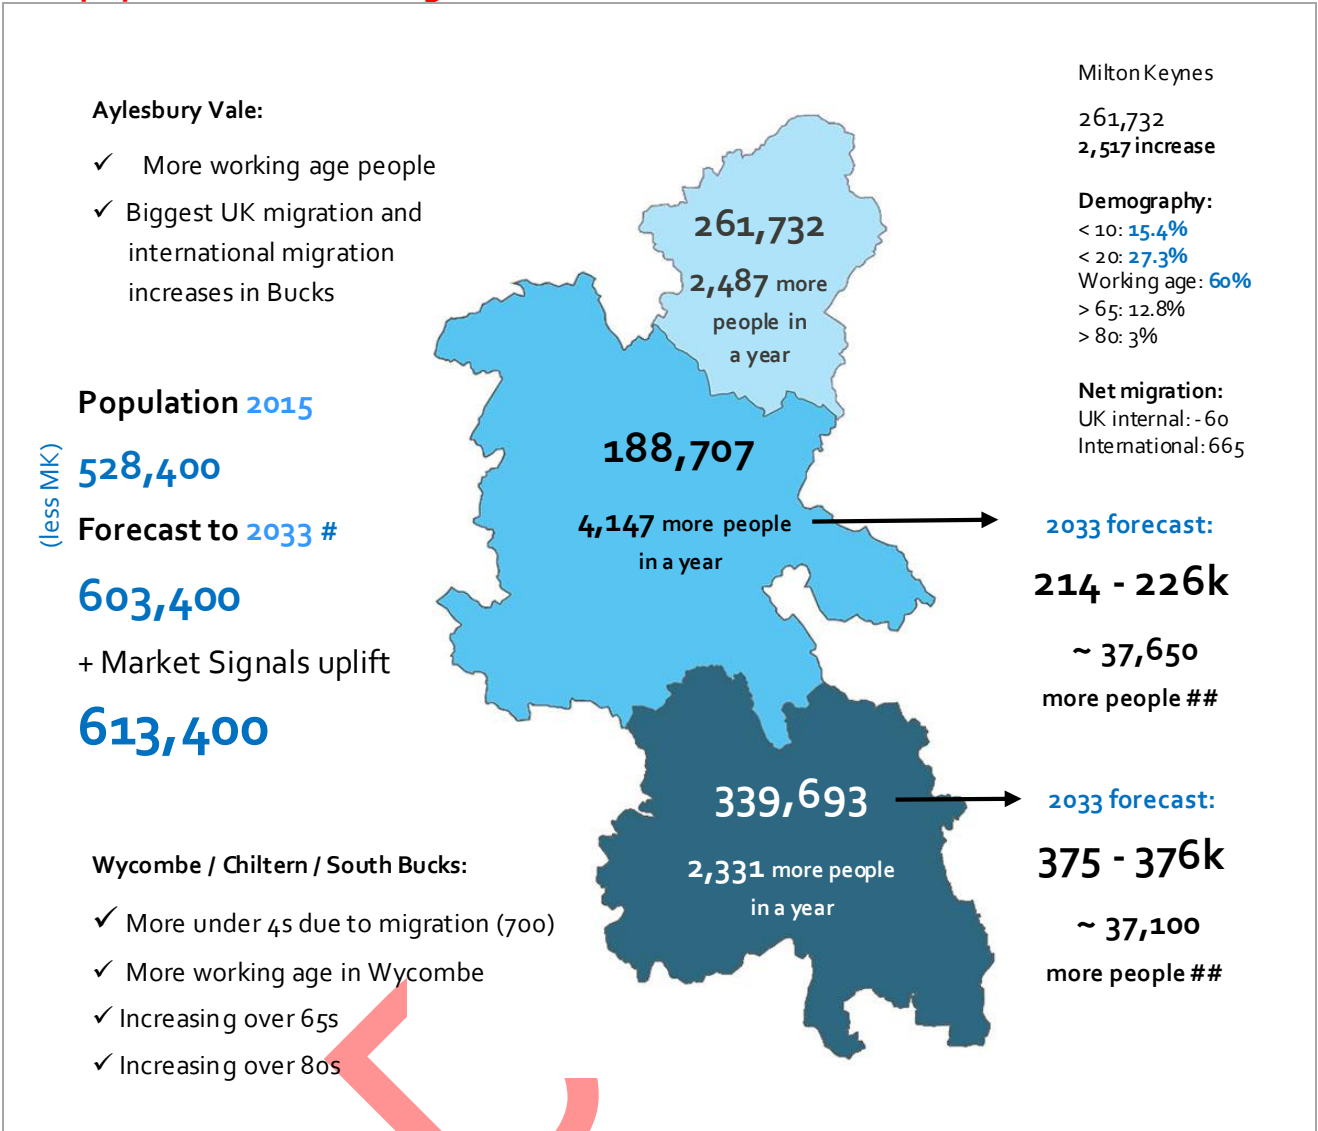 Aylesbury Vale:
✓ More working age people
✓ Biggest UK migration and
international migration
increases in Bucks
Population 2015
528,400
(less MK)
Forecast to 2033 #
603,400
+ Market Signals uplift
613,400
Wycombe / Chiltern / South Bucks:
✓ More under 4s due to migration (700)
✓ More working age in Wycombe
✓ Increasing over 65s
✓ Increasing over 80s
261,732
2,487 more
people in
a year
188,707
4,147 more people
in a year
339,693
2,331 more people
in a year
Milton Keynes
261,732
2,517 increase
Demography:
< 10: 15.4%
< 20: 27.3%
Working age: 60%
> 65: 12.8%
> 80: 3%
Net migration:
UK internal: - 60
International: 665
2033 forecast:
214 - 226k
~ 37,650
more people ##
2033 forecast:
375 - 376k
~ 37,100
more people ##